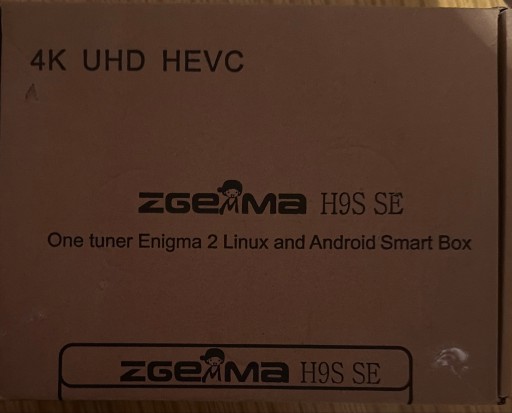 4K UHD HEVC
ZGEMMA H9S SE
One tuner Enigma 2 Linux and Android Smart Box
ZGEMMA H9S SE